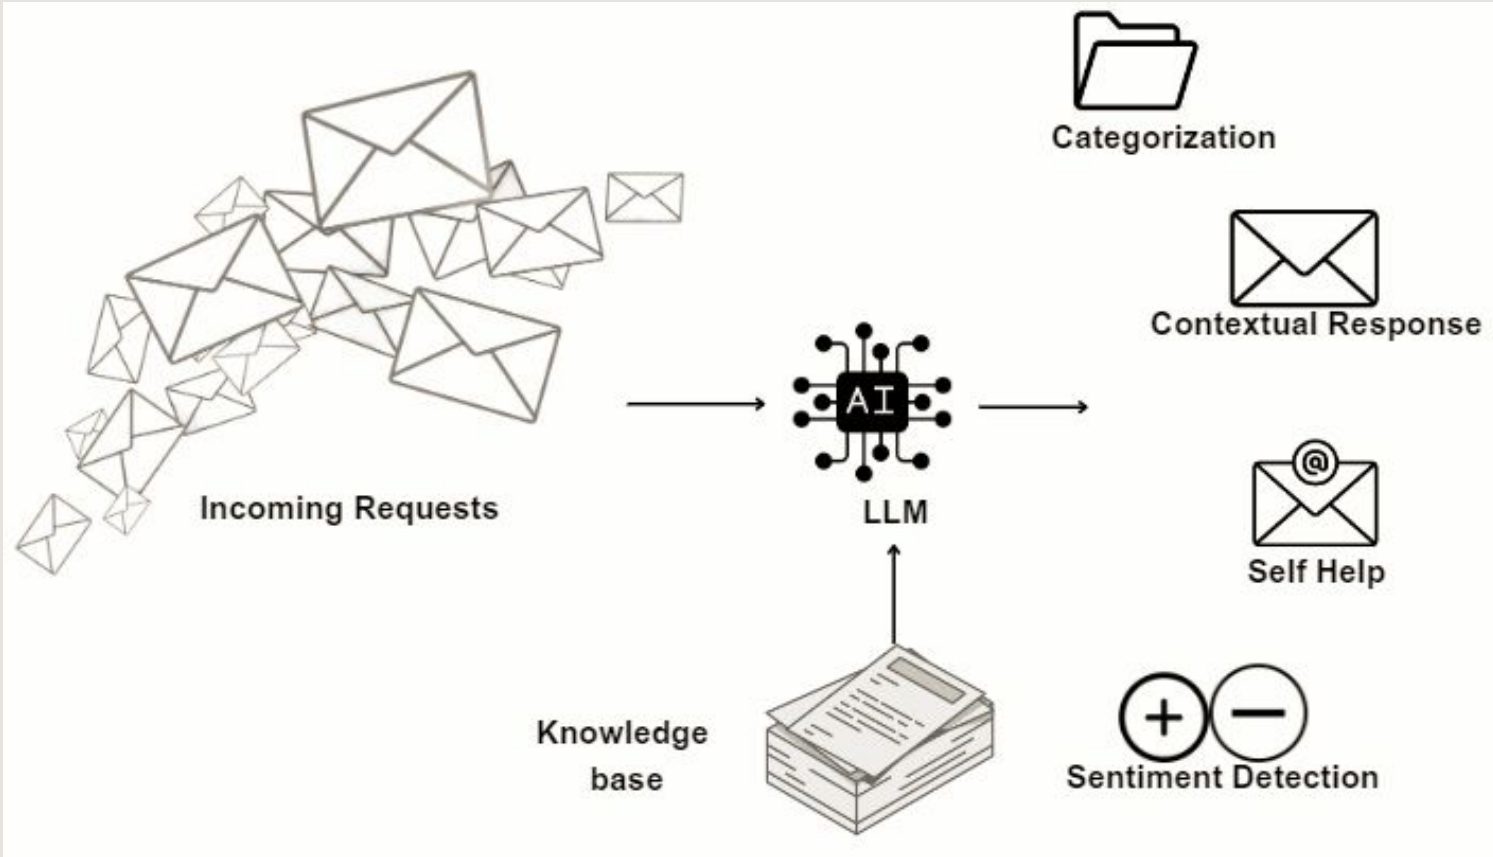 Categorization
Contextual Response
Incoming Requests
AI
LLM
@
Self Help
Knowledge
base
Sentiment Detection